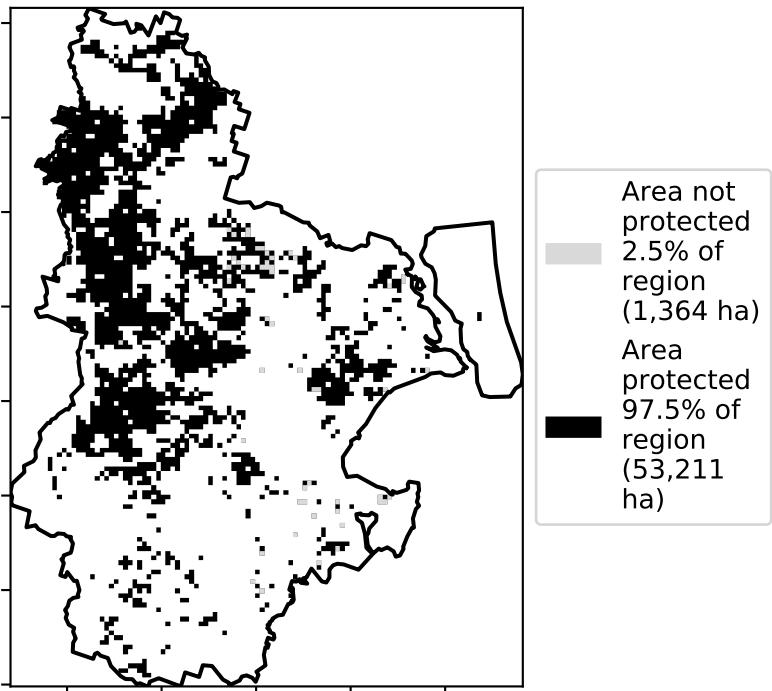 Area not
protected
2.5% of
region
(1,364 ha)
Area
protected
97.5% of
region
(53,211
ha)